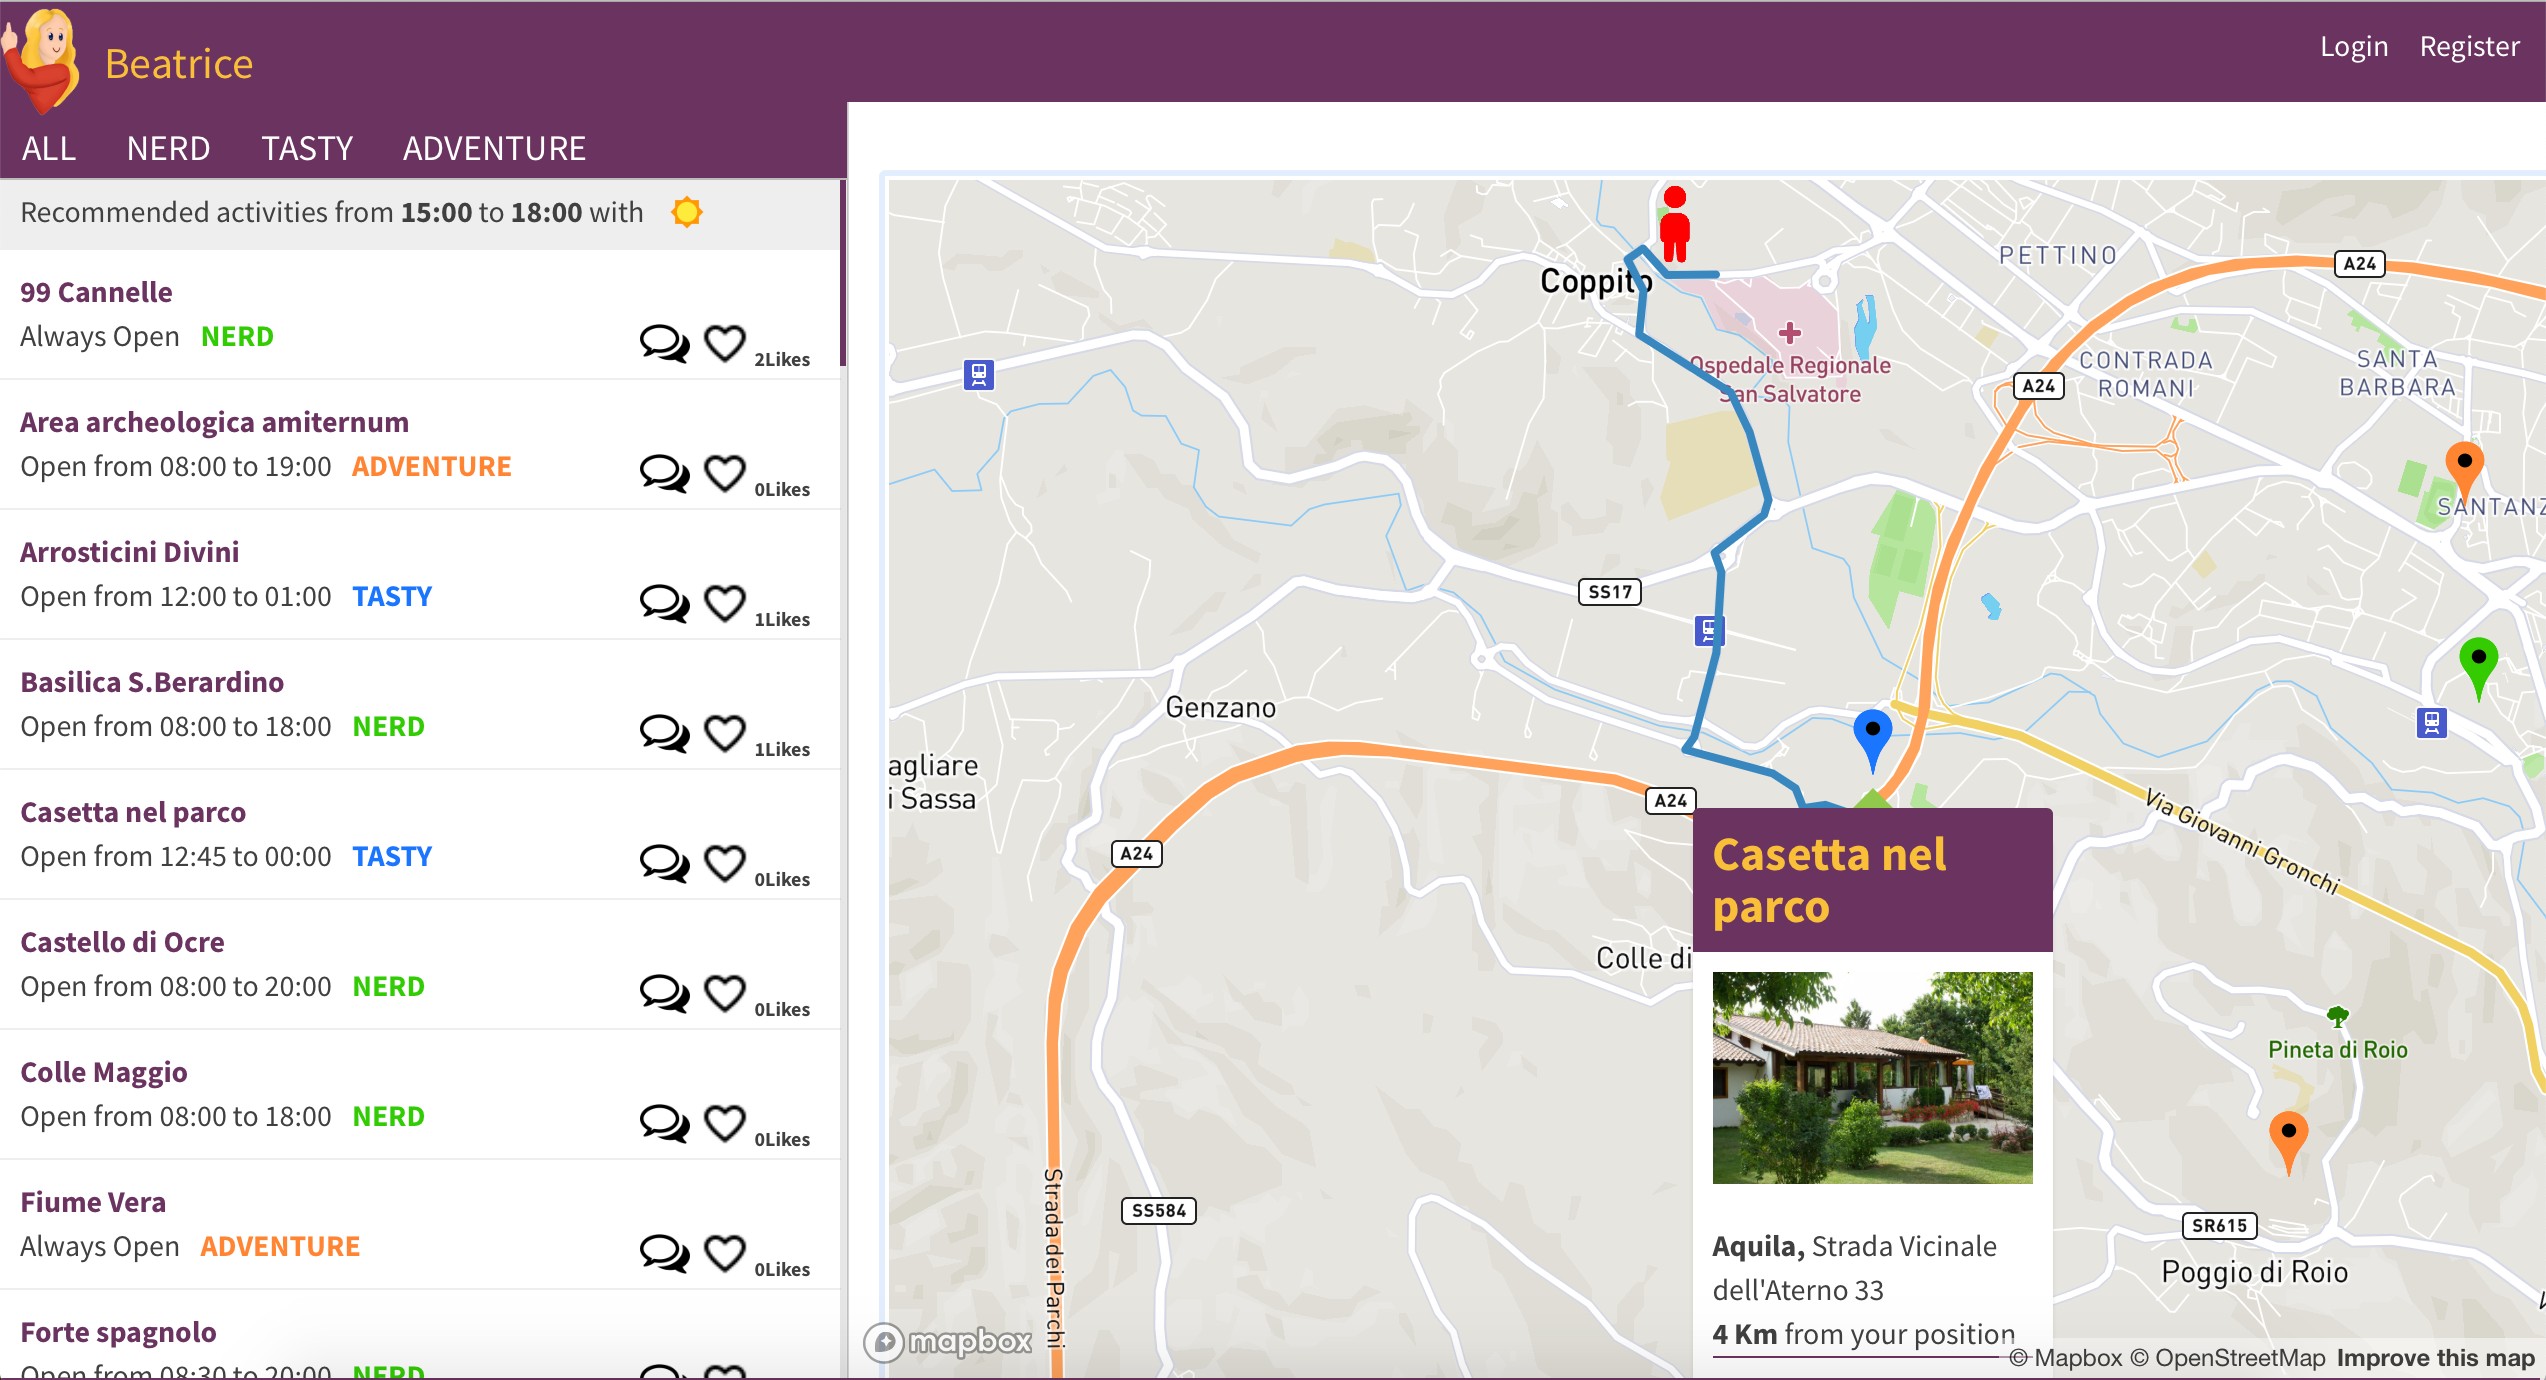 Beatrice
Login Register
ALL NERD TASTY ADVENTURE
Recommended activities from 15:00 to 18:00 with
99 Cannelle
Always Open NERD
2Likes
Area archeologica amiternum
Open from 08:00 to 19:00 ADVENTURE
0Likes
Arrosticini Divini
Open from 12:00 to 01:00 TASTY
1Likes
Basilica S.Berardino
Open from 08:00 to 18:00 NERD
1Likes
Casetta nel parco
Open from 12:45 to 00:00 TASTY
0Likes
Castello di Ocre
Open from 08:00 to 20:00 NERD
0Likes
Colle Maggio
Open from 08:00 to 18:00 NERD
0Likes
Fiume Vera
Always Open ADVENTURE
0Likes
Forte spagnolo
Open from 08:30 to 20:00 NERD
PETTINO
A24
Coppito
Ospedale Regionale
San Salvatore
A24
CONTRADA
ROMANI
SANTA
BARBARA
SANTANZ
SS17
Genzano
agliare
i Sassa
A24
A24
Via Giovanni Gronchi
Colle di
Casetta nel
parco
Pineta di Roio
Strada dei Parchi
SS584
SR615
Poggio di Roio
Aquila, Strada Vicinale
dell'Aterno 33
4 Km from your position
mapbox
© Mapbox © OpenStreetMap Improve this map